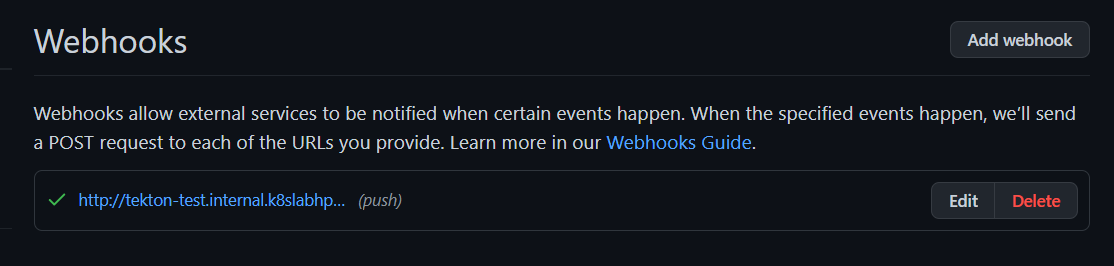 Webhooks
Add webhook
Webhooks allow external services to be notified when certain events happen. When the specified events happen, we’ll send
a POST request to each of the URLs you provide. Learn more in our Webhooks Guide.
http://tekton-test.internal.k8slabhp... (push)
Edit
Delete